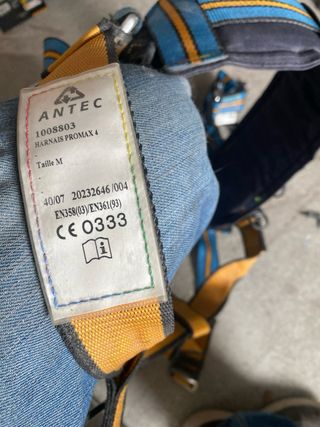 ANTEC
1008803
HARNAIS PROMAX 4
-
Taille M
-
40/07 20232646 /004
EN358(03)/EN361(93)
CE 0333
i